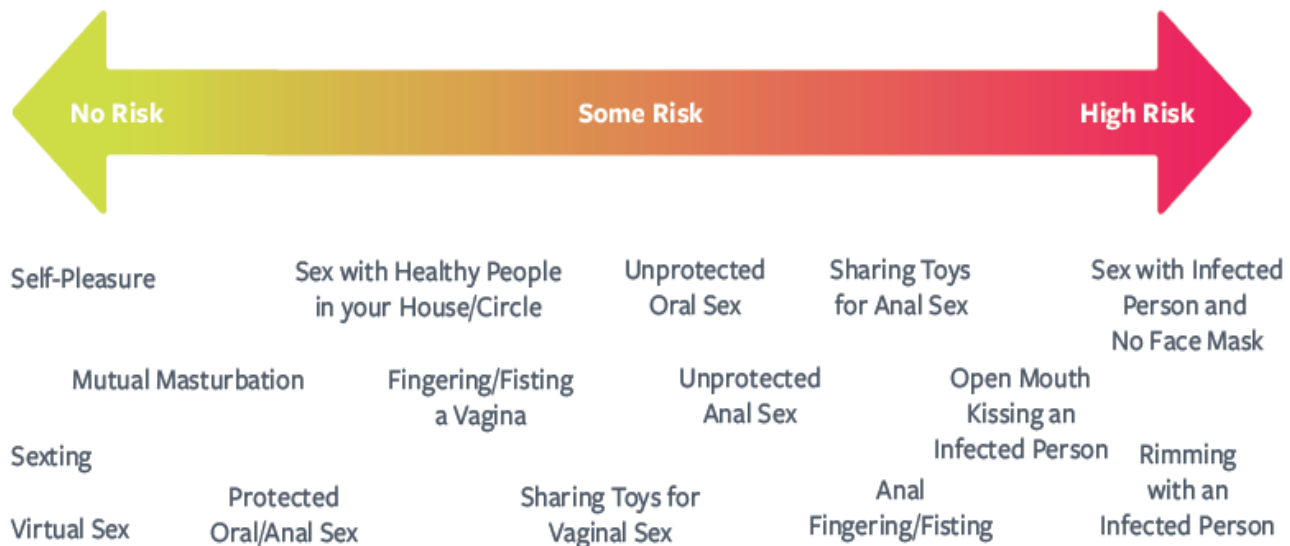 No Risk
Some Risk
High Risk
Self-Pleasure
Sex with Healthy People
in your House/Circle
Unprotected
Oral Sex
Sharing Toys
for Anal Sex
Sex with Infected
Person and
No Face Mask
Mutual Masturbation
Fingering/Fisting
a Vagina
Unprotected
Anal Sex
Open Mouth
Kissing an
Infected Person
Sexting
Rimming
with an
Infected Person
Virtual Sex
Protected
Oral/Anal Sex
Sharing Toys for
Vaginal Sex
Anal
Fingering/Fisting